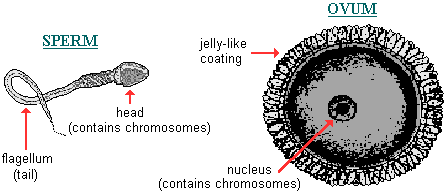 SPERM
head
(contains chromosomes)
flagellum
(tail)
OVUM
jelly-like
coating
nucleus
(contains chromosomes)